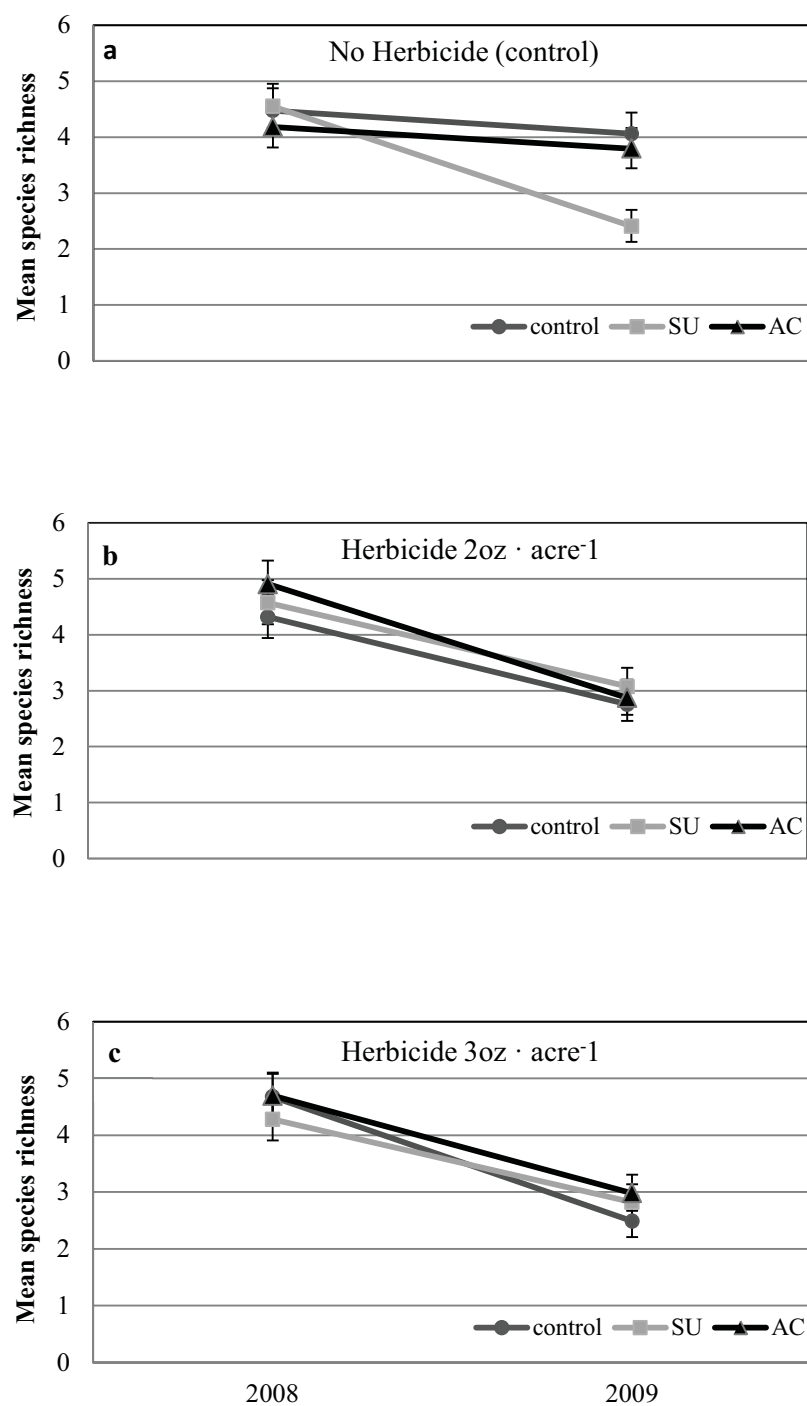 a
No Herbicide (control)
Mean species richness
6
5
4
3
2
1
0
control SU AC
b
Herbicide 2oz · acre-1
Mean species richness
6
5
4
3
2
1
0
control SU AC
c
Herbicide 3oz · acre-1
Mean species richness
6
5
4
3
2
1
0
control SU AC
2008 2009